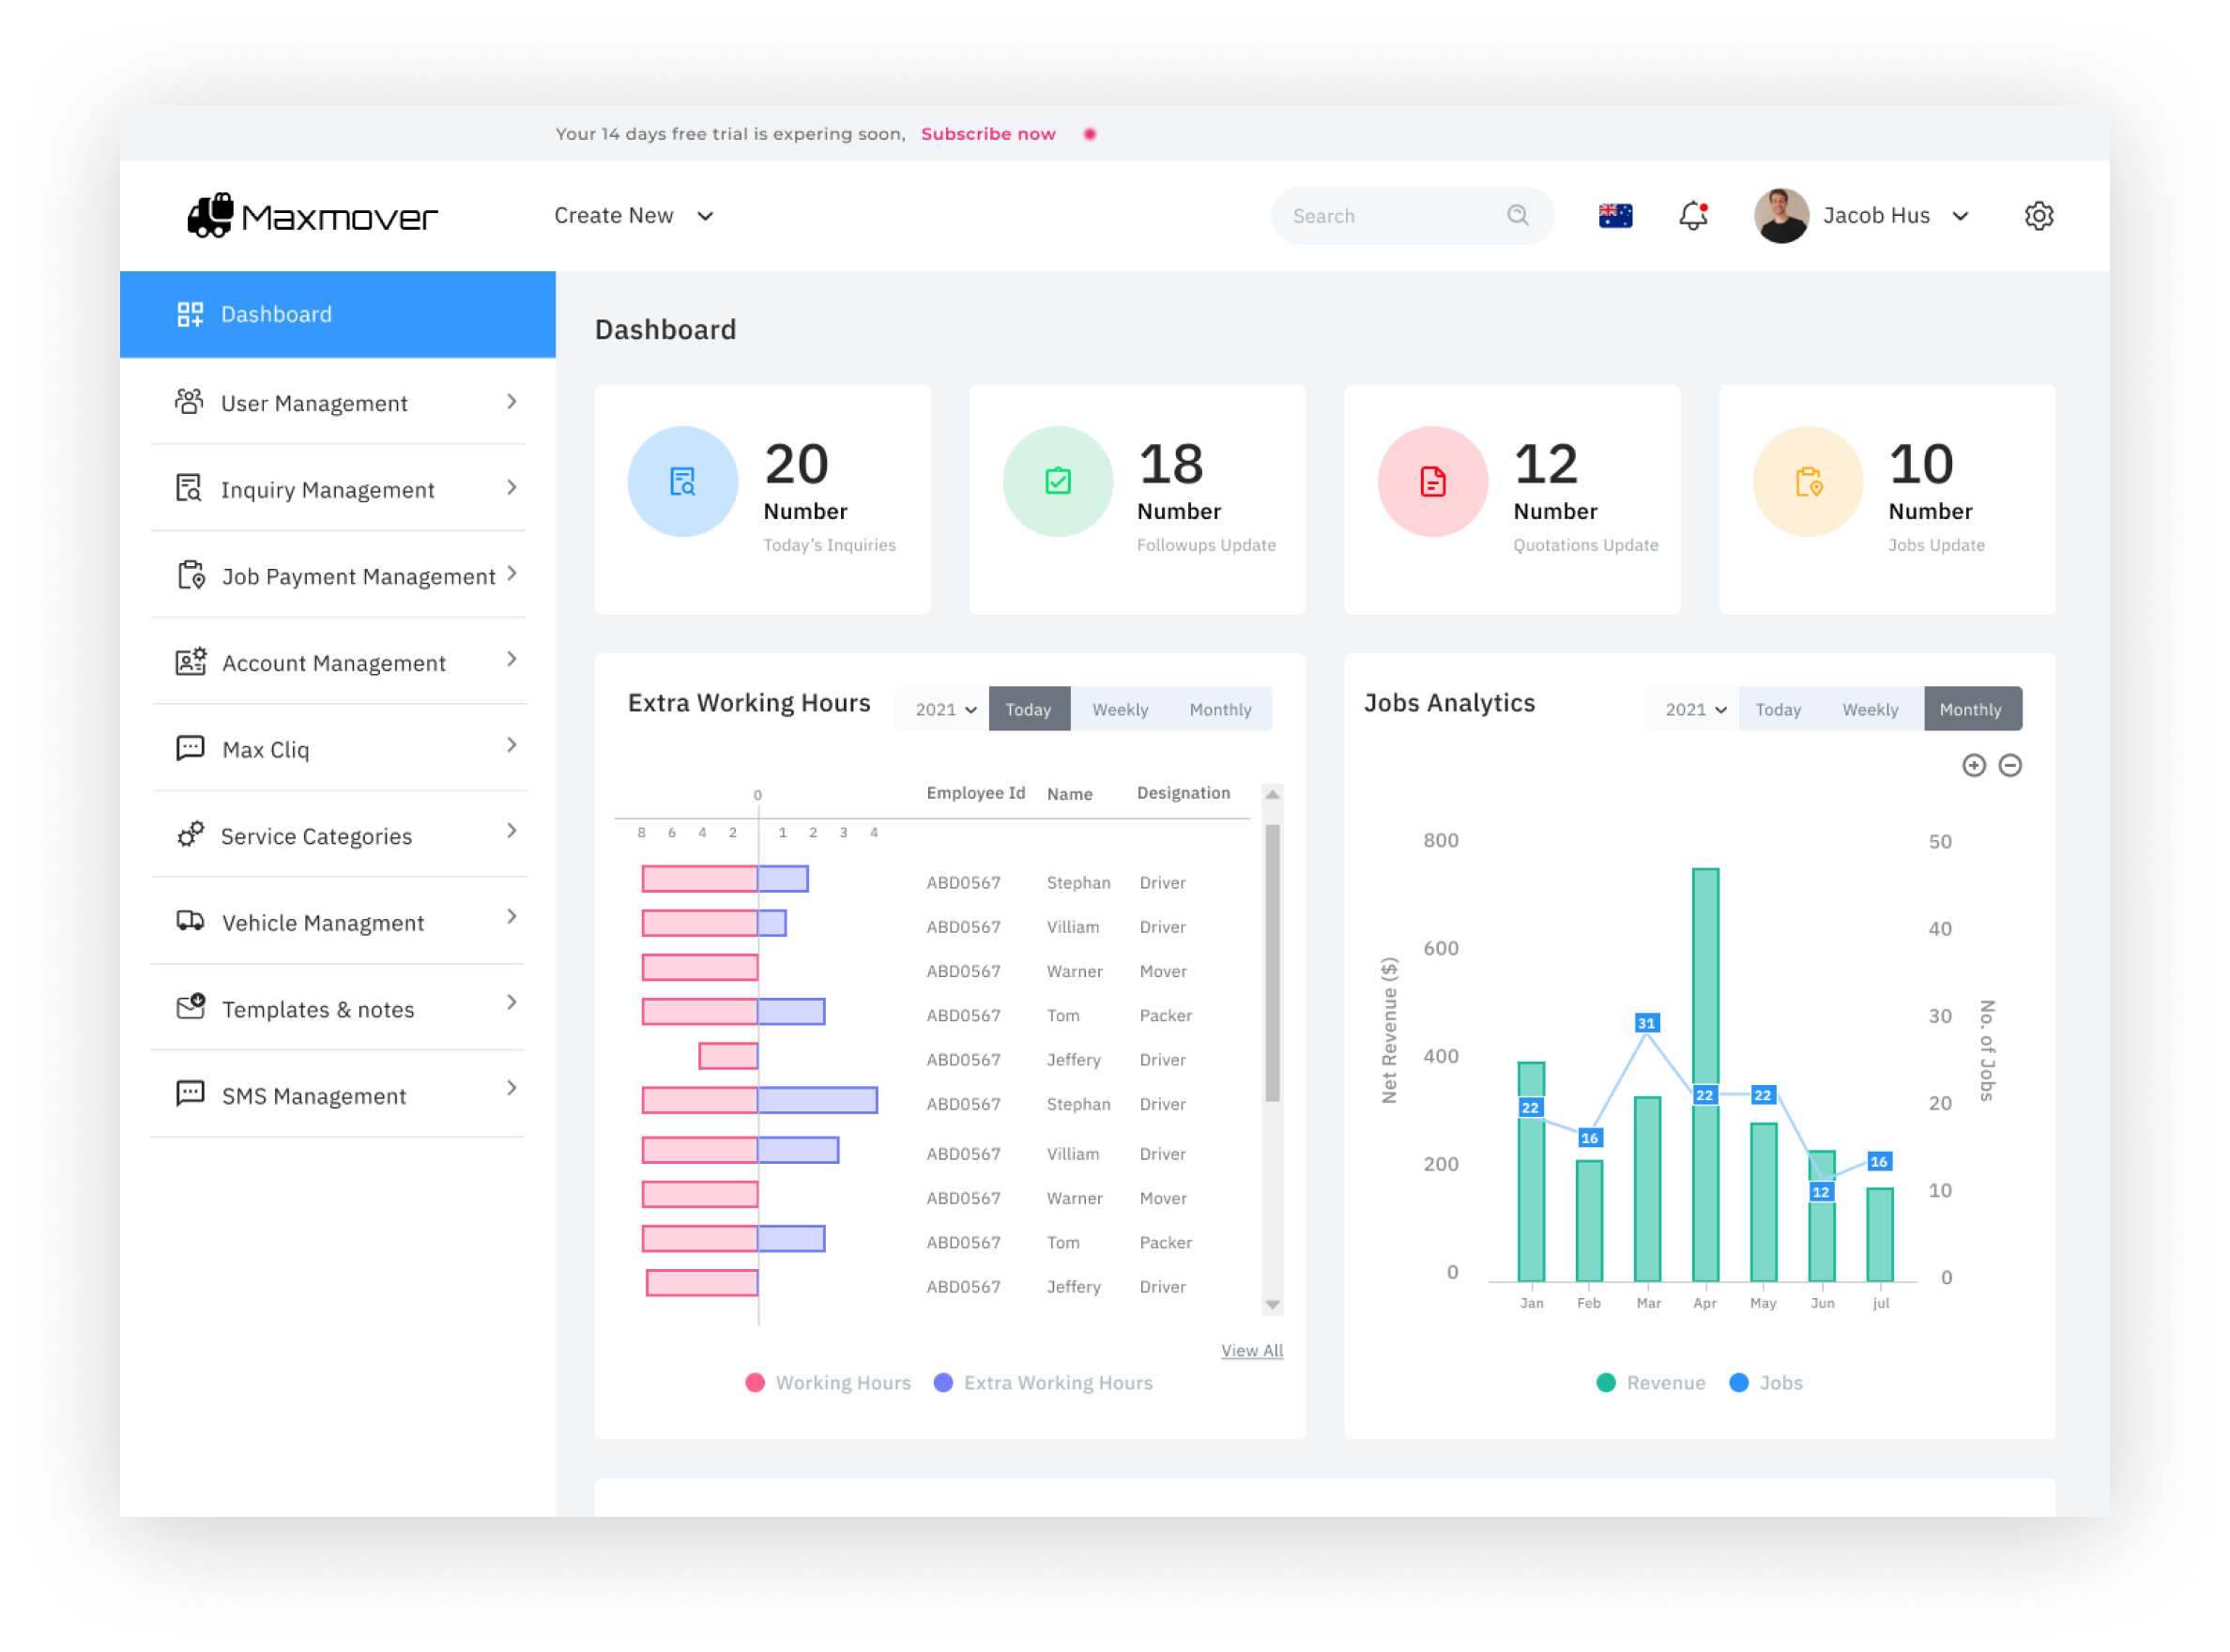 Your 14 days free trial is expering soon, Subscribe now
Maxmover
Create New
Search
Jacob Hus
Dashboard
User Management
Inquiry Management
Job Payment Management
Account Management
Max Cliq
Service Categories
Vehicle Managment
Templates & notes
SMS Management
Dashboard
20
Number
Today's Inquiries
18
Number
Followups Update
12
Number
Quotations Update
10
Number
Jobs Update
Extra Working Hours
2021 Today Weekly Monthly
0 Employee Id Name Designation
8 6 4 2 1 2 3 4
ABD0567 Stephan Driver
ABD0567 Villiam Driver
ABD0567 Warner Mover
ABD0567 Tom Packer
ABD0567 Jeffery Driver
ABD0567 Stephan Driver
ABD0567 Villiam Driver
ABD0567 Warner Mover
ABD0567 Tom Packer
ABD0567 Jeffery Driver
View All
Working Hours Extra Working Hours
Jobs Analytics
2021 Today Weekly Monthly
Net Revenue ($)
800
600
400
200
0
22
16
31
22
22
12
16
50
40
30
20
10
0
No. of Jobs
Jan Feb Mar Apr May Jun jul
Revenue Jobs